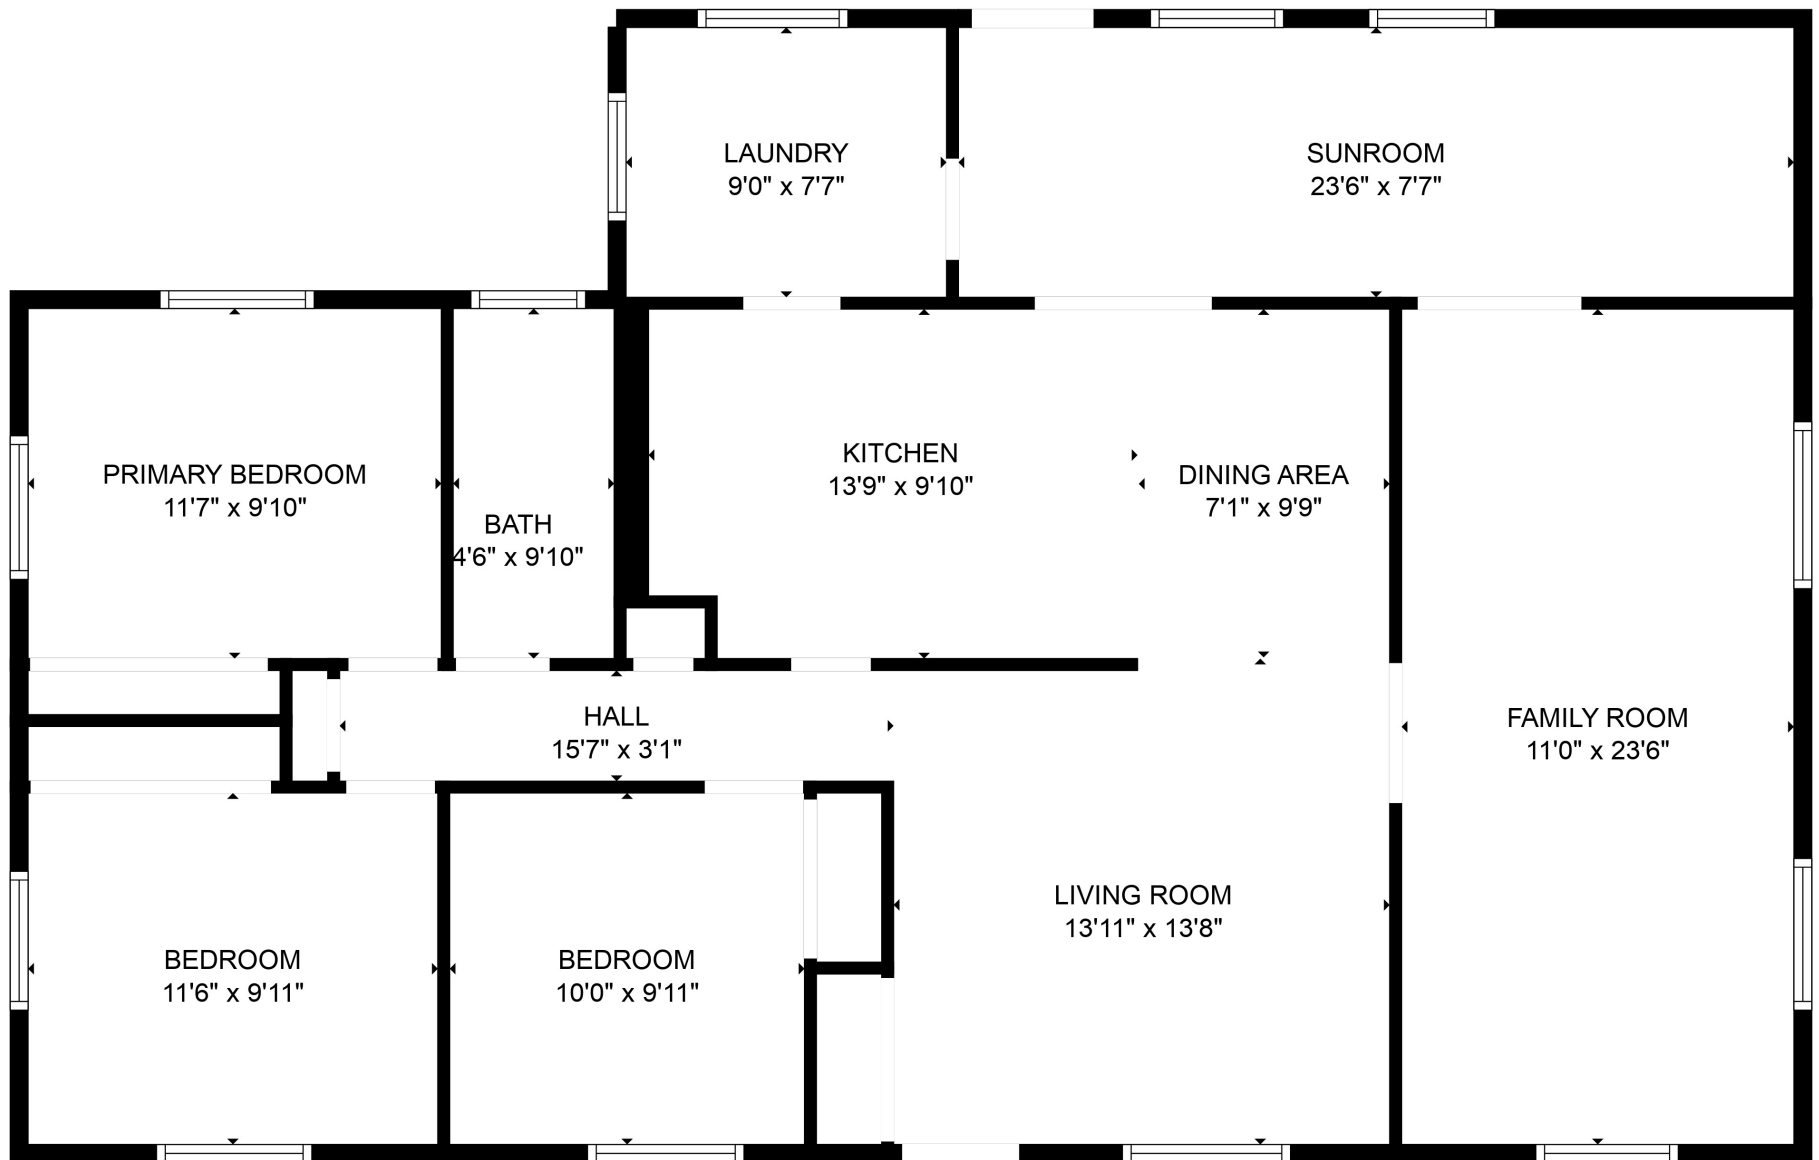 LAUNDRY
9'0" x 7'7"
SUNROOM
23'6" x 7'7"
PRIMARY BEDROOM
11'7" x 9'10"
BATH
4'6" x 9'10"
KITCHEN
13'9" x 9'10"
DINING AREA
7'1" x 9'9"
HALL
15'7" x 3'1"
FAMILY ROOM
11'0" x 23'6"
BEDROOM
11'6" x 9'11"
BEDROOM
10'0" x 9'11"
LIVING ROOM
13'11" x 13'8"